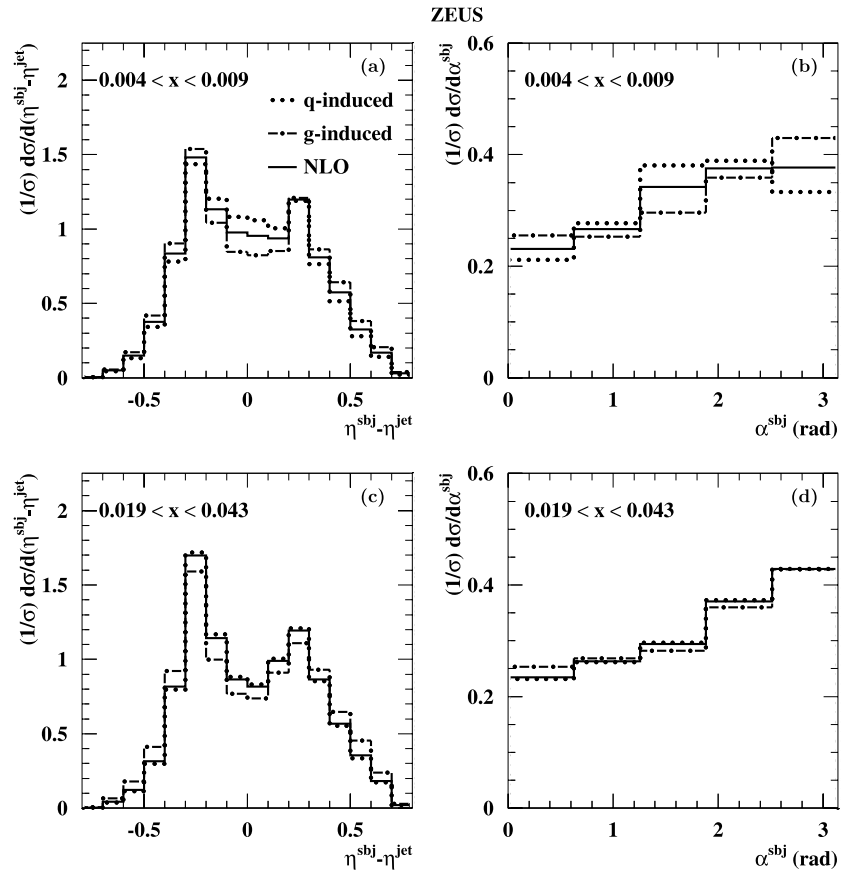 ZEUS
(1/σ) dσ/d(η^sbj-η^jet)
2
1.5
1
0.5
0
(a)
0.004 < x < 0.009
q-induced
g-induced
NLO
-0.5 0 0.5
η^sbj-η^jet
(1/σ) dσ/dα^sbj
0.6
0.4
0.2
0
(b)
0.004 < x < 0.009
0 1 2 3
α^sbj (rad)
(1/σ) dσ/d(η^sbj-η^jet)
2
1.5
1
0.5
0
(c)
0.019 < x < 0.043
-0.5 0 0.5
η^sbj-η^jet
(1/σ) dσ/dα^sbj
0.6
0.4
0.2
0
(d)
0.019 < x < 0.043
0 1 2 3
α^sbj (rad)